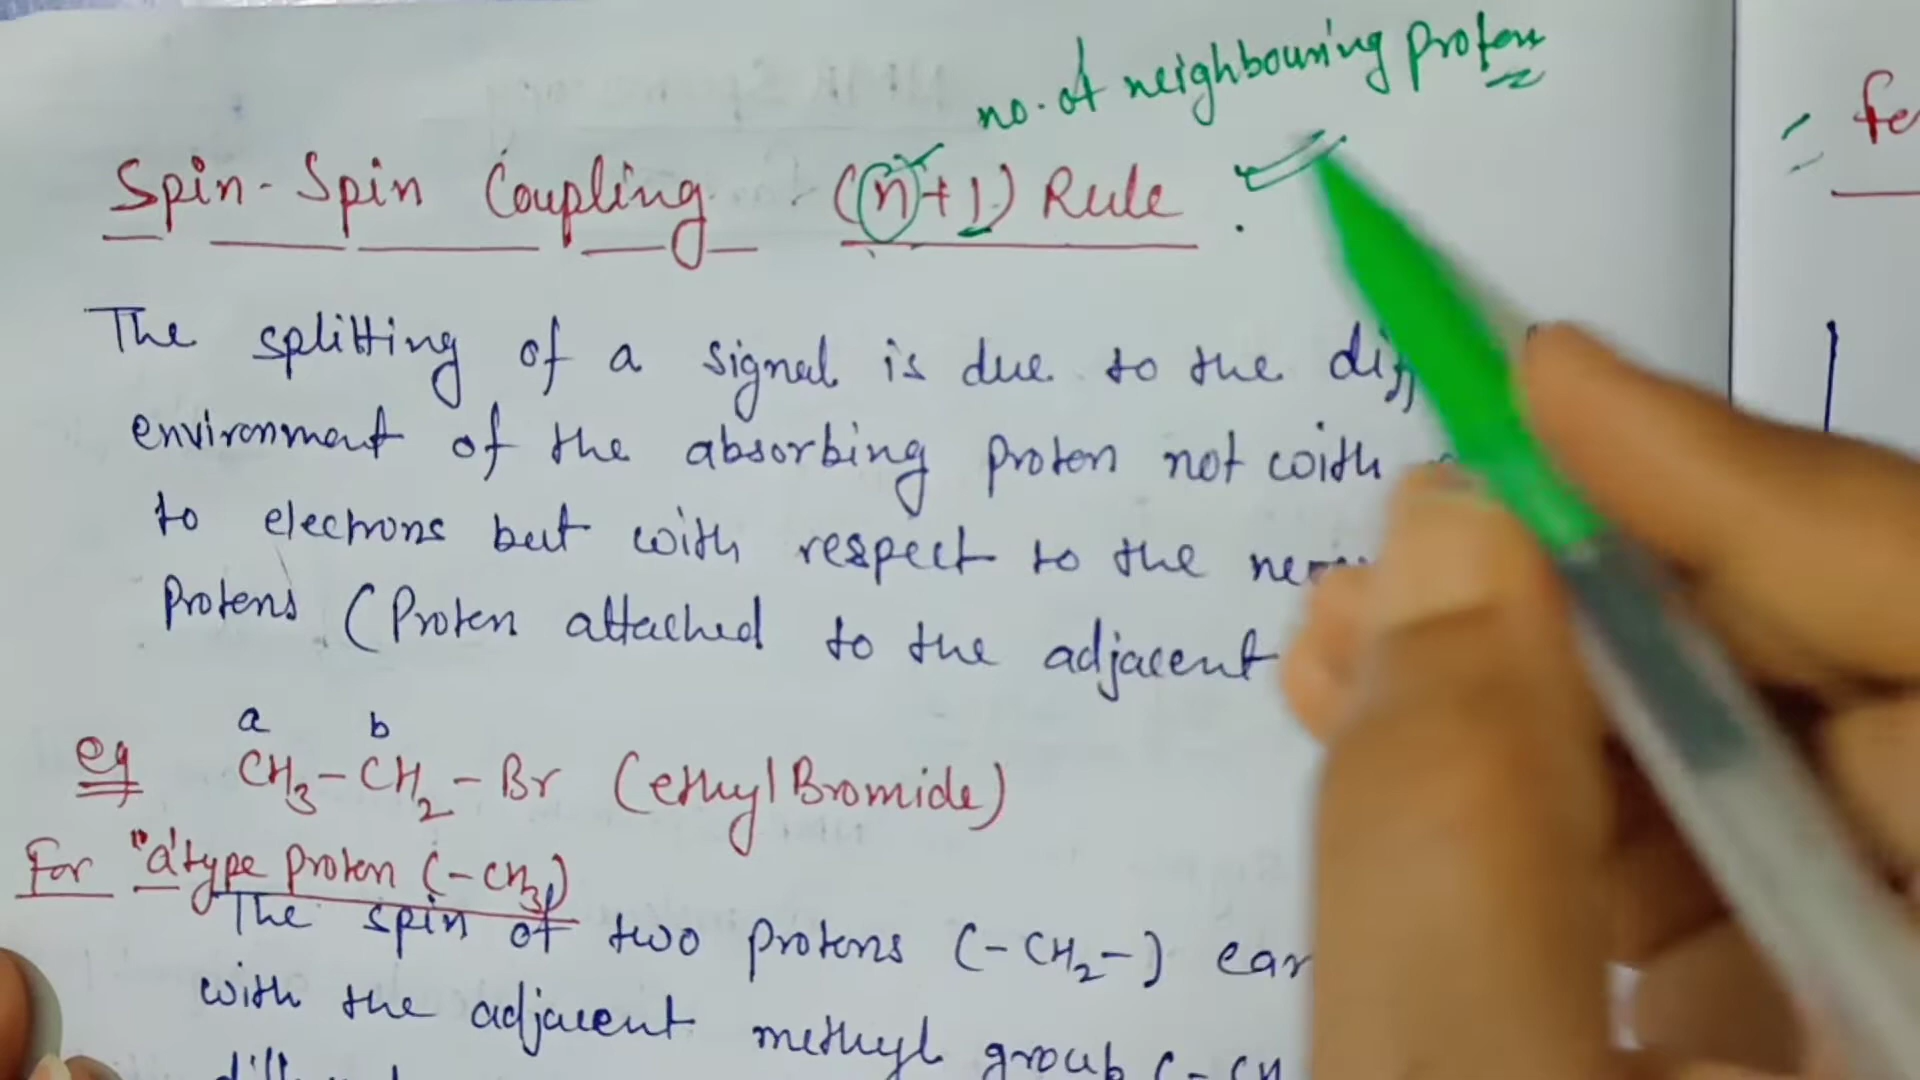 no. of neighbouring proton
Spin-Spin Coupling (n+1) Rule.
The splitting of a signal is due to the
environment of the absorbing proton not with
to electrons but with respect to the
Protons (Proton attached to the adjacent
a b
eg CH3-CH2-Br (ethyl Bromide)
For "a" type proton (-CH3)
The spin of two protons (-CH2-)
with the adjacent methyl group